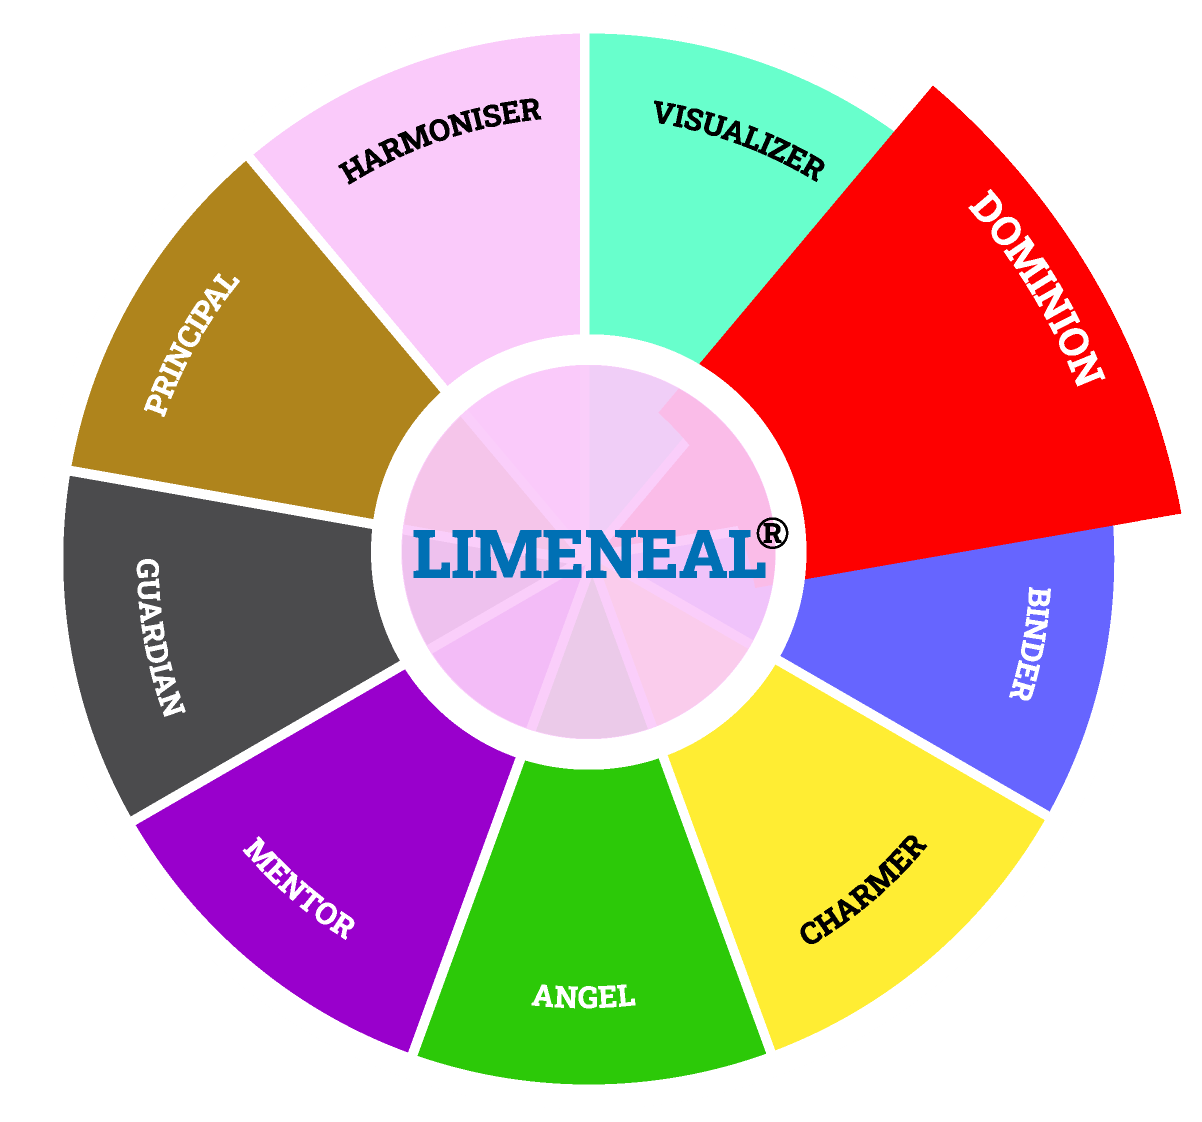 VISUALIZER
DOMINION
BINDER
CHARMER
ANGEL
MENTOR
GUARDIAN
PRINCIPAL
HARMONISER
LIMENEAL®